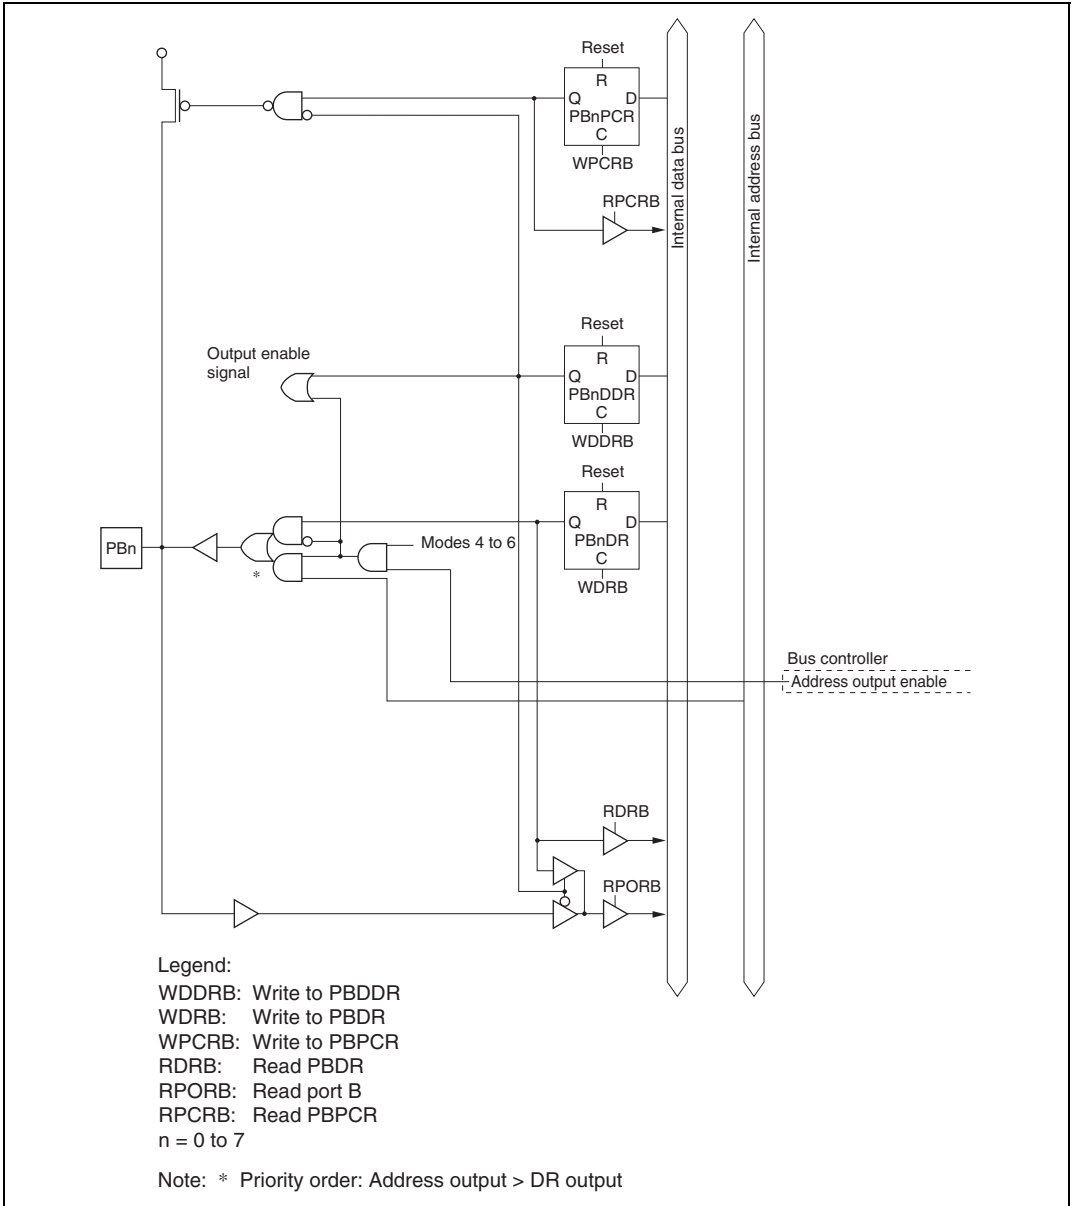 Reset
R
Q D
PBnPCR
C
WPCRB
RPCRB
Internal data bus
Internal address bus
Reset
Output enable
signal
R
Q D
PBnDDR
C
WDDRB
Reset
R
Q D
PBnDR
C
WDRB
PBn
Modes 4 to 6
*
Bus controller
Address output enable
RDRB
RPORB
Legend:
WDDRB: Write to PBDDR
WDRB: Write to PBDR
WPCRB: Write to PBPCR
RDRB: Read PBDR
RPORB: Read port B
RPCRB: Read PBPCR
n = 0 to 7
Note: * Priority order: Address output > DR output